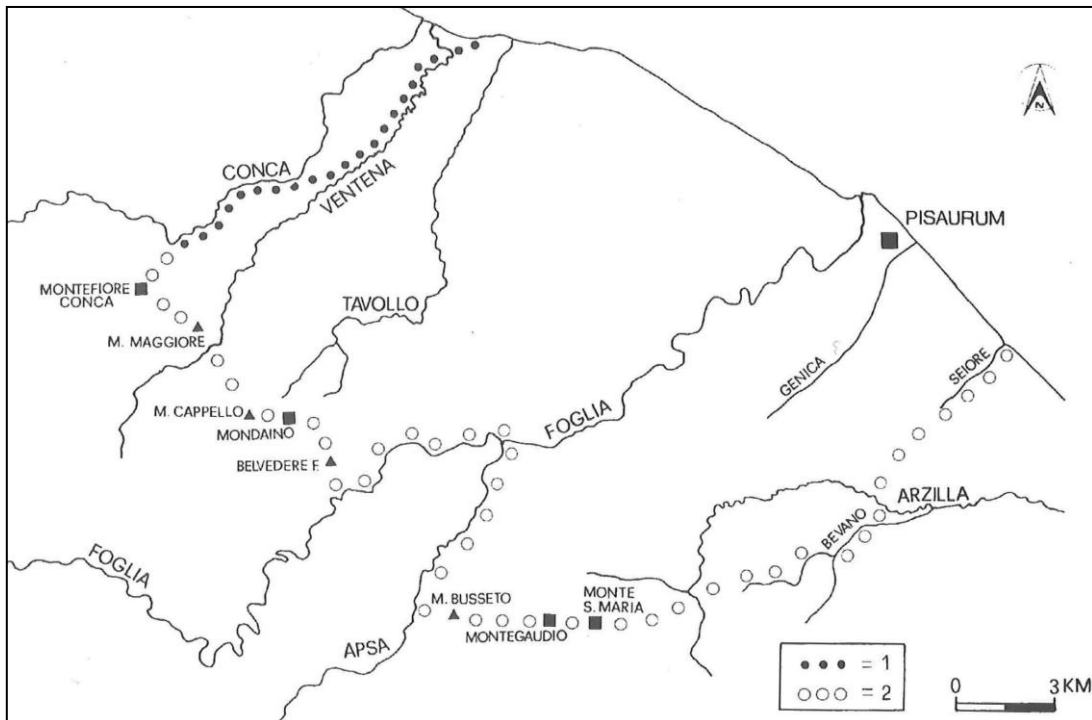 N
CONCA
VENTENA
PISAURUM
MONTEFIORE
CONCA
TAVOLLO
M. MAGGIORE
GENICA
SEIORE
M. CAPPELLO
MONDAINO
FOGLIA
BELVEDERE F.
ARZILLA
BEVANO
FOGLIA
M. BUSSETO
MONTE
S. MARIA
MONTEGAUDIO
APSA
= 1
= 2
0 3 KM